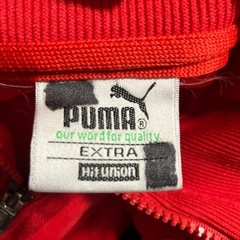 PUMA®
our word for quality.
EXTRA
Hit union